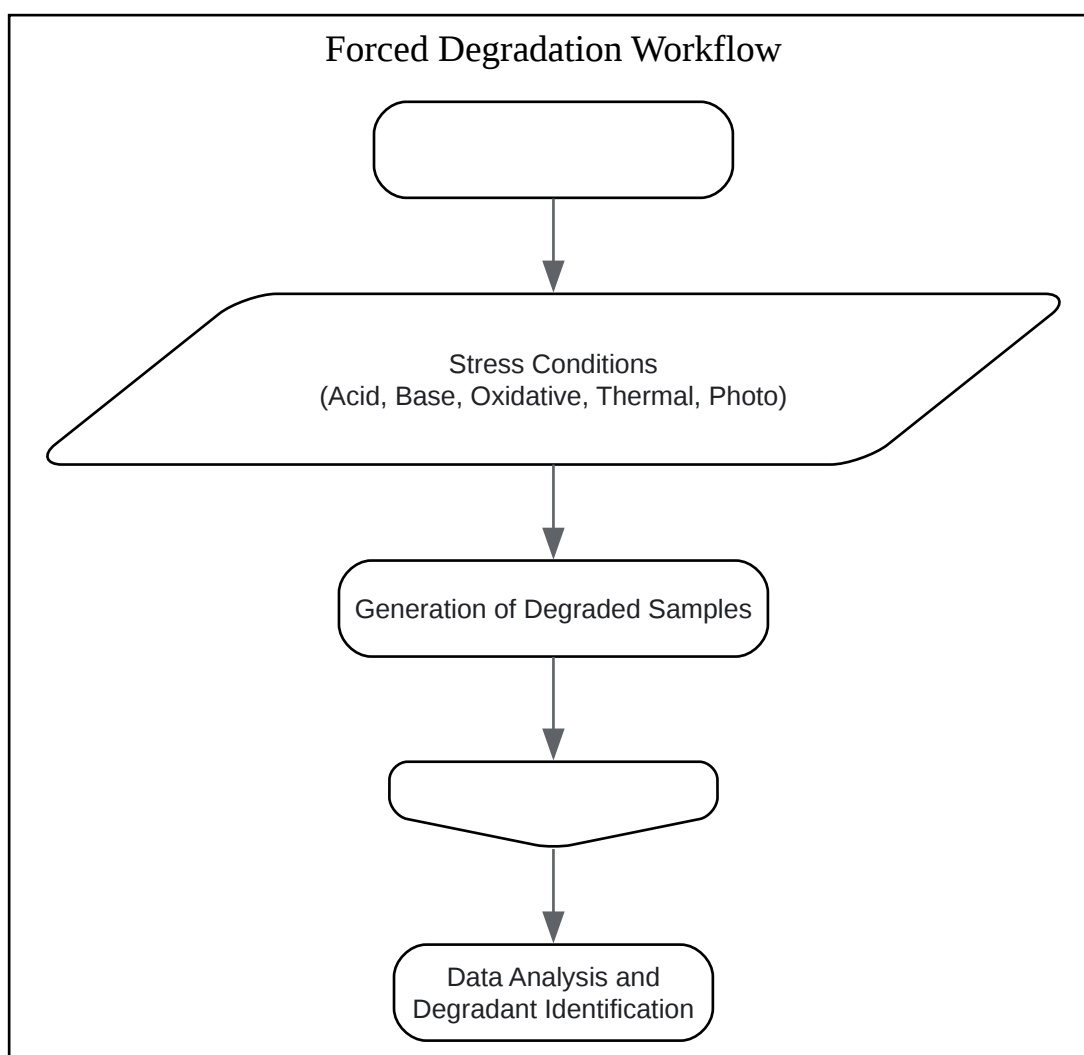 Forced Degradation Workflow
Stress Conditions
(Acid, Base, Oxidative, Thermal, Photo)
Generation of Degraded Samples
Data Analysis and
Degradant Identification